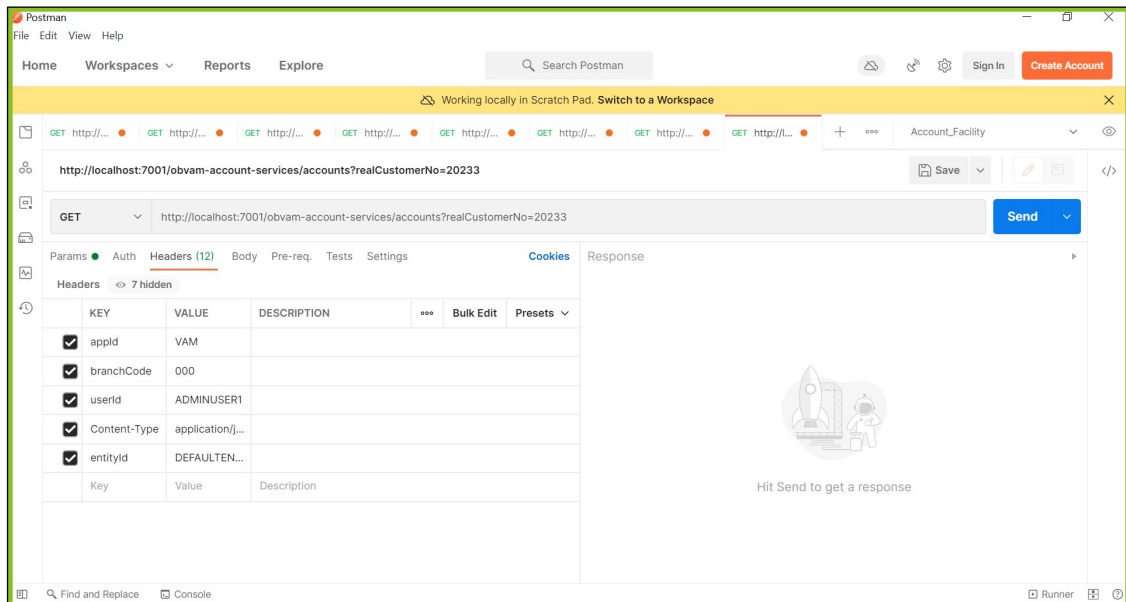 Postman
File Edit View Help
Home Workspaces Reports Explore Search Postman Sign In Create Account
Working locally in Scratch Pad. Switch to a Workspace
GET http://... GET http://... GET http://... GET http://... GET http://... GET http://... GET http://... GET http://l... Account_Facility
http://localhost:7001/obvam-account-services/accounts?realCustomerNo=20233 Save
GET http://localhost:7001/obvam-account-services/accounts?realCustomerNo=20233 Send
Params Auth Headers (12) Body Pre-req. Tests Settings Cookies Response
Headers 7 hidden
KEY VALUE DESCRIPTION Bulk Edit Presets
appId VAM
branchCode 000
userId ADMINUSER1
Content-Type application/j...
entityId DEFAULTEN...
Key Value Description
Hit Send to get a response
Find and Replace Console Runner